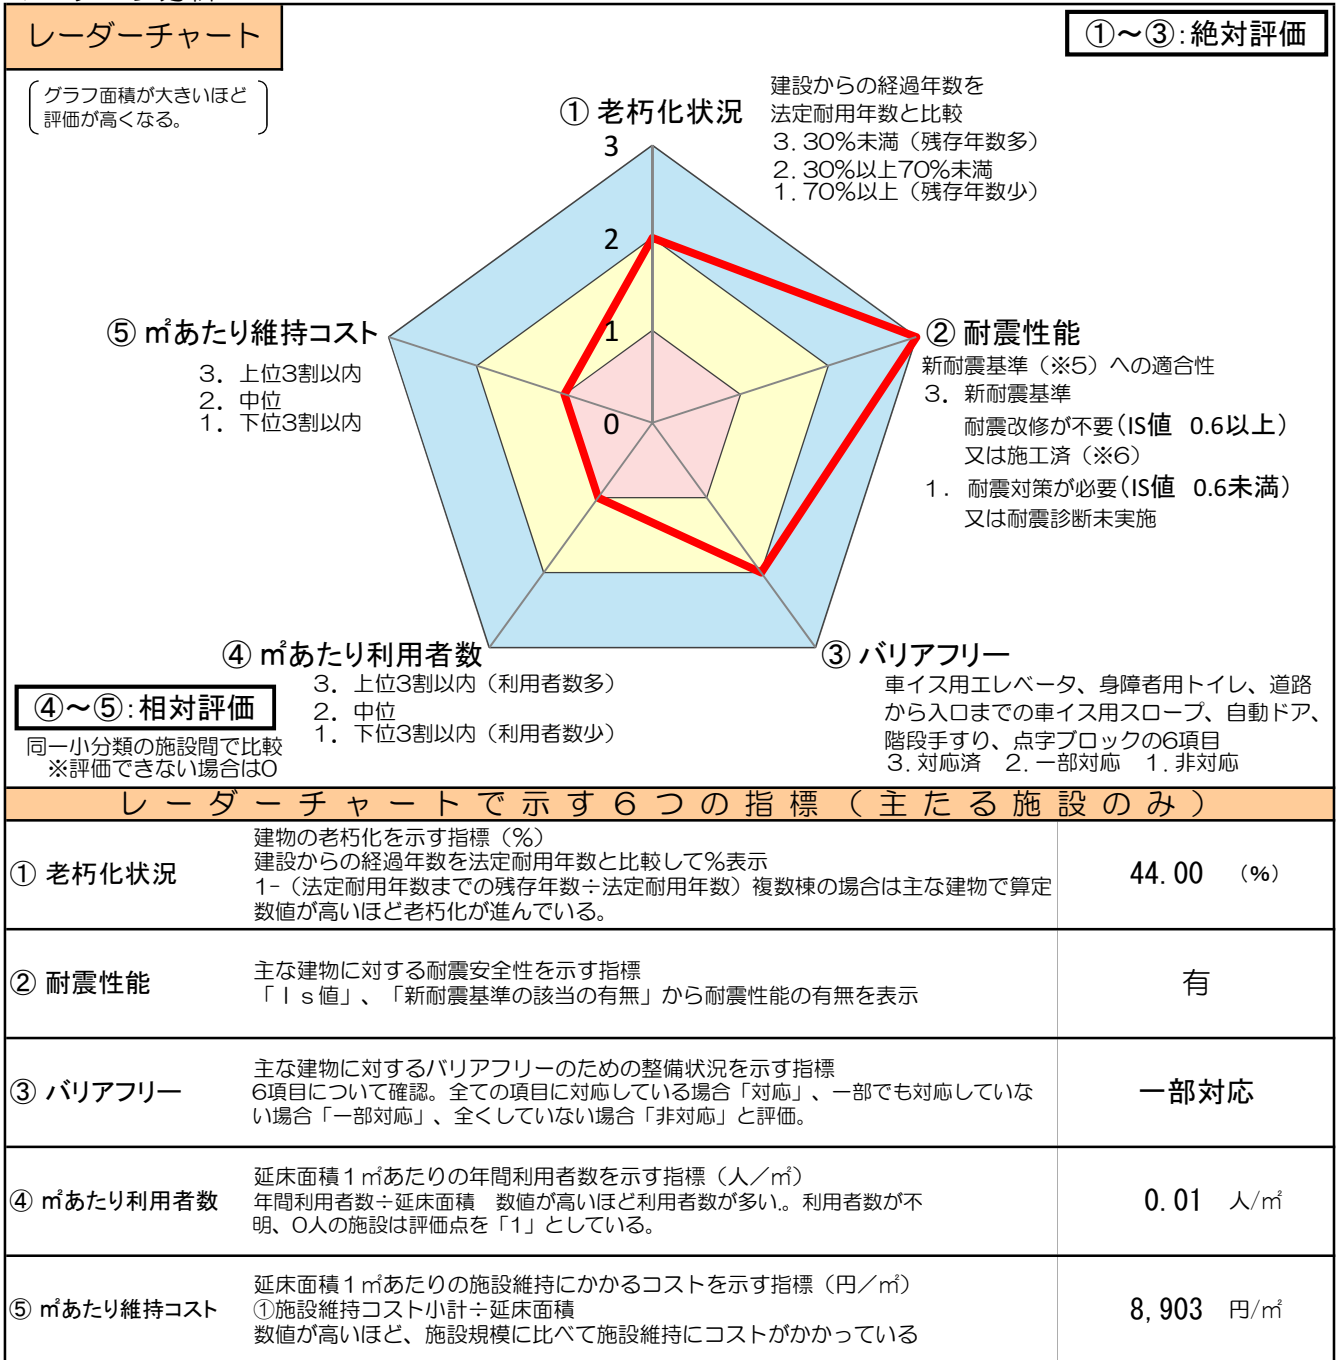 レーダーチャート
①～③:絶対評価
グラフ面積が大きいほど
評価が高くなる。
① 老朽化状況
建設からの経過年数を
法定耐用年数と比較
3. 30%未満（残存年数多）
2. 30%以上70%未満
1. 70%以上（残存年数少）
3
2
1
0
② 耐震性能
新耐震基準（※5）への適合性
3. 新耐震基準
耐震改修が不要(IS値 0.6以上)
又は施工済（※6）
1. 耐震対策が必要(IS値 0.6未満)
又は耐震診断未実施
⑤ ㎡あたり維持コスト
3. 上位3割以内
2. 中位
1. 下位3割以内
④ ㎡あたり利用者数
3. 上位3割以内（利用者数多）
2. 中位
1. 下位3割以内（利用者数少）
③ バリアフリー
車イス用エレベータ、身障者用トイレ、道路
から入口までの車イス用スロープ、自動ドア、
階段手すり、点字ブロックの6項目
3. 対応済 2. 一部対応 1. 非対応
④～⑤:相対評価
同一小分類の施設間で比較
※評価できない場合は0
レーダーチャートで示す６つの指標（主たる施設のみ）
① 老朽化状況
建物の老朽化を示す指標（%）
建設からの経過年数を法定耐用年数と比較して%表示
1-（法定耐用年数までの残存年数÷法定耐用年数）複数棟の場合は主な建物で算定
数値が高いほど老朽化が進んでいる。
44.00 （%）
② 耐震性能
主な建物に対する耐震安全性を示す指標
「Ｉｓ値」、「新耐震基準の該当の有無」から耐震性能の有無を表示
有
③ バリアフリー
主な建物に対するバリアフリーのための整備状況を示す指標
6項目について確認。全ての項目に対応している場合「対応」、一部でも対応していな
い場合「一部対応」、全くしていない場合「非対応」と評価。
一部対応
④ ㎡あたり利用者数
延床面積１㎡あたりの年間利用者数を示す指標（人／㎡）
年間利用者数÷延床面積　数値が高いほど利用者数が多い。利用者数が不
明、0人の施設は評価点を「1」としている。
0.01 人/㎡
⑤ ㎡あたり維持コスト
延床面積１㎡あたりの施設維持にかかるコストを示す指標（円／㎡）
①施設維持コスト小計÷延床面積
数値が高いほど、施設規模に比べて施設維持にコストがかかっている
8,903 円/㎡